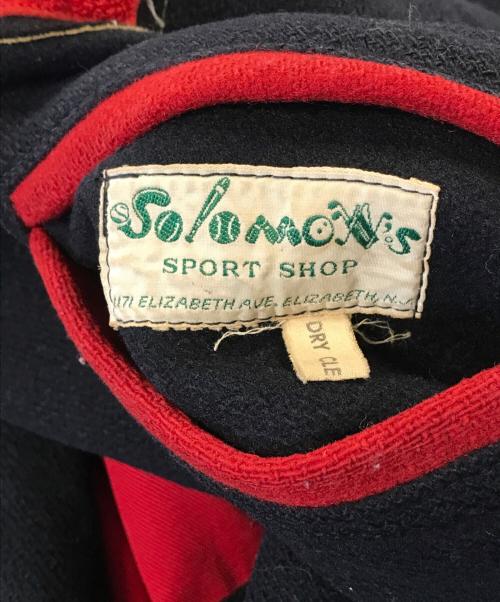 Solomon's
SPORT SHOP
1171 ELIZABETH AVE. ELIZABETH, N.J.
DRY CLE